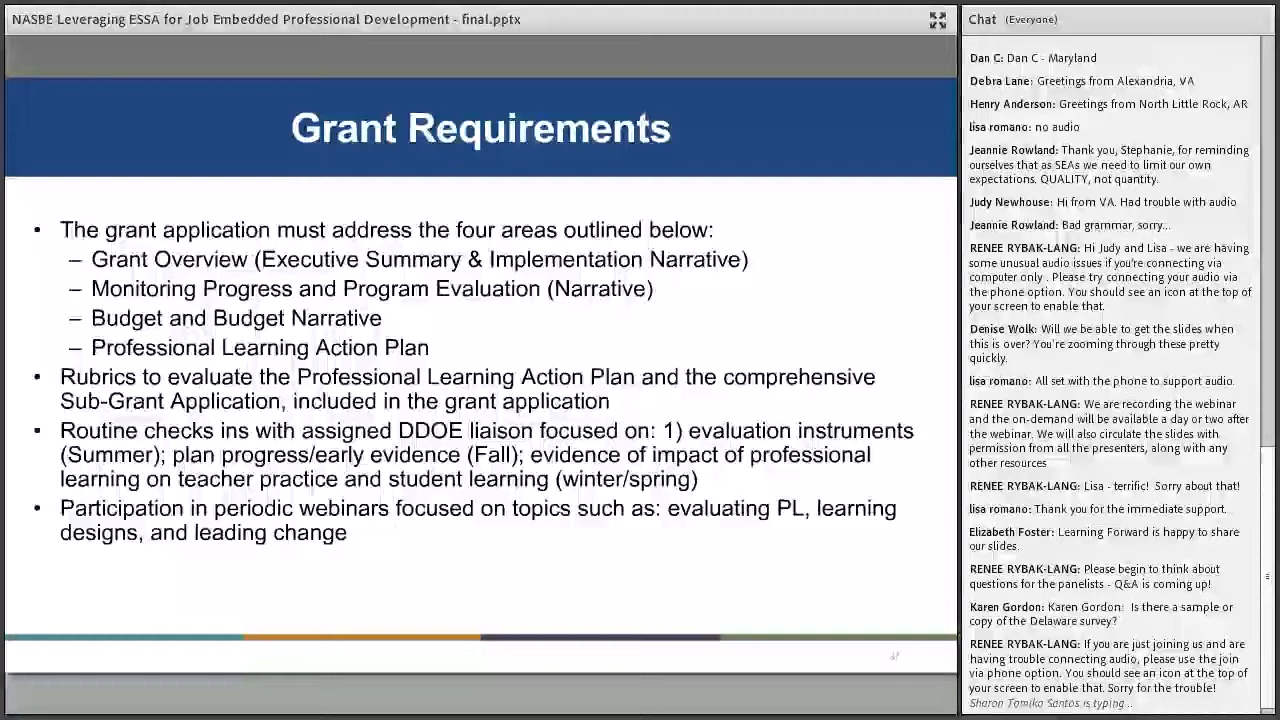 NASBE Leveraging ESSA for Job Embedded Professional Development - final.pptx
Grant Requirements
• The grant application must address the four areas outlined below:
– Grant Overview (Executive Summary & Implementation Narrative)
– Monitoring Progress and Program Evaluation (Narrative)
– Budget and Budget Narrative
– Professional Learning Action Plan
• Rubrics to evaluate the Professional Learning Action Plan and the comprehensive
Sub-Grant Application, included in the grant application
• Routine checks ins with assigned DDOE liaison focused on: 1) evaluation instruments
(Summer); plan progress/early evidence (Fall); evidence of impact of professional
learning on teacher practice and student learning (winter/spring)
• Participation in periodic webinars focused on topics such as: evaluating PL, learning
designs, and leading change
Chat (Everyone)
Dan C: Dan C - Maryland
Debra Lane: Greetings from Alexandria, VA
Henry Anderson: Greetings from North Little Rock, AR
lisa romano: no audio
Jeannie Rowland: Thank you, Stephanie, for reminding
ourselves that as SEAs we need to limit our own
expectations. QUALITY, not quantity.
Judy Newhouse: Hi from VA. Had trouble with audio
Jeannie Rowland: Bad grammar, sorry...
RENEE RYBAK-LANG: Hi Judy and Lisa - we are having
some unusual audio issues if you're connecting via
computer only . Please try connecting your audio via
the phone option. You should see an icon at the top of
your screen to enable that.
Denise Wolk: Will we be able to get the slides when
this is over? You're zooming through these pretty
quickly.
lisa romano: All set with the phone to support audio.
RENEE RYBAK-LANG: We are recording the webinar
and the on-demand will be available a day or two after
the webinar. We will also circulate the slides with
permission from all the presenters, along with any
other resources
RENEE RYBAK-LANG: Lisa - terrific! Sorry about that!
lisa romano: Thank you for the immediate support.
Elizabeth Foster: Learning Forward is happy to share
our slides.
RENEE RYBAK-LANG: Please begin to think about
questions for the panelists - Q&A is coming up!
Karen Gordon: Karen Gordon: Is there a sample or
copy of the Delaware survey?
RENEE RYBAK-LANG: If you are just joining us and are
having trouble connecting audio, please use the join
via phone option. You should see an icon at the top of
your screen to enable that. Sorry for the trouble!
Sharon Tomiko Santos is typing...